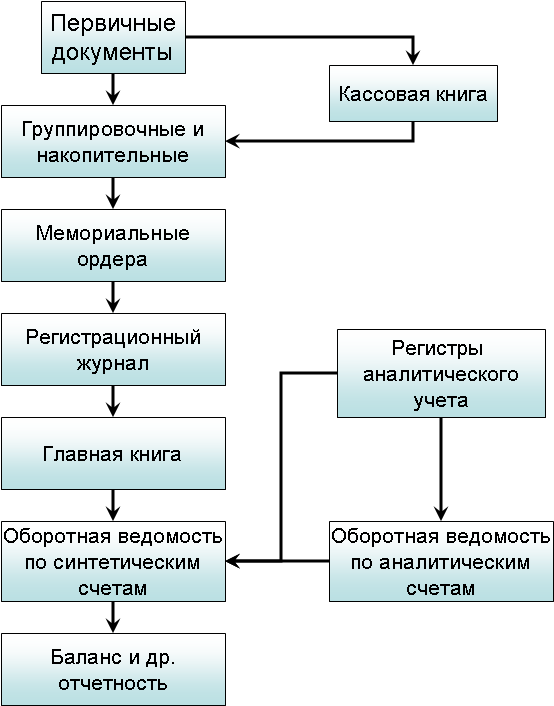 Первичные
документы
Кассовая книга
Группировочные и
накопительные
Мемориальные
ордера
Регистрационный
журнал
Регистры
аналитического
учета
Главная книга
Оборотная ведомость
по синтетическим
счетам
Оборотная ведомость
по аналитическим
счетам
Баланс и др.
отчетность